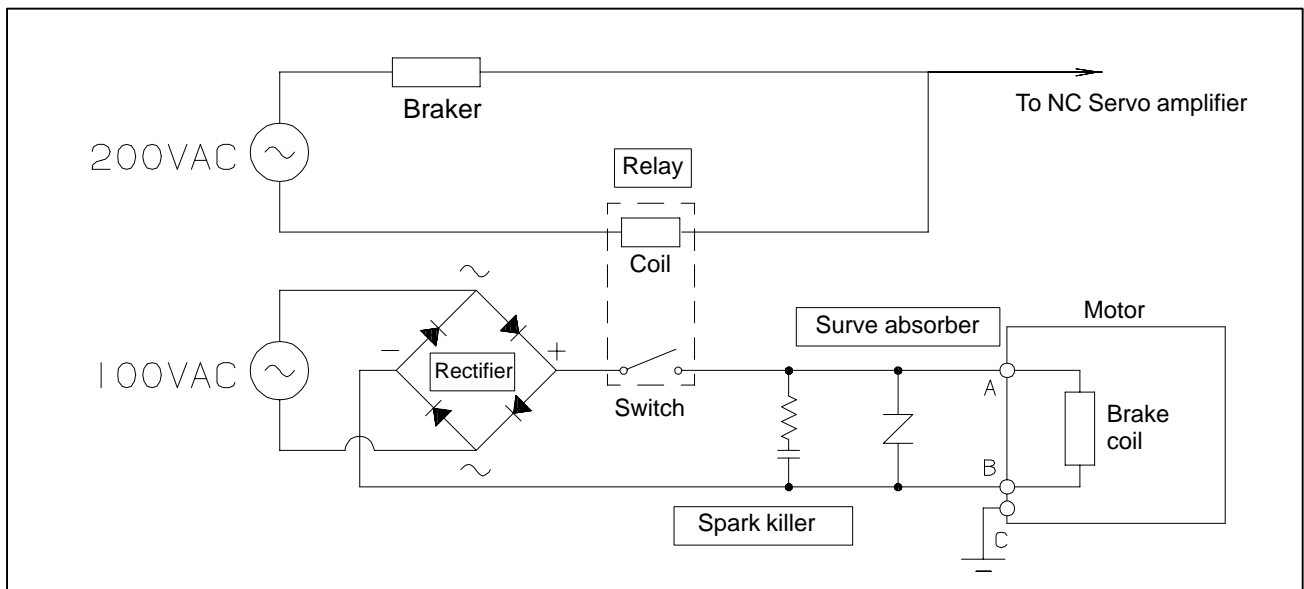 Braker
To NC Servo amplifier
200VAC
Relay
Coil
Surve absorber
Motor
100VAC
−
Rectifier
+
Switch
A
Brake
coil
B
Spark killer
C